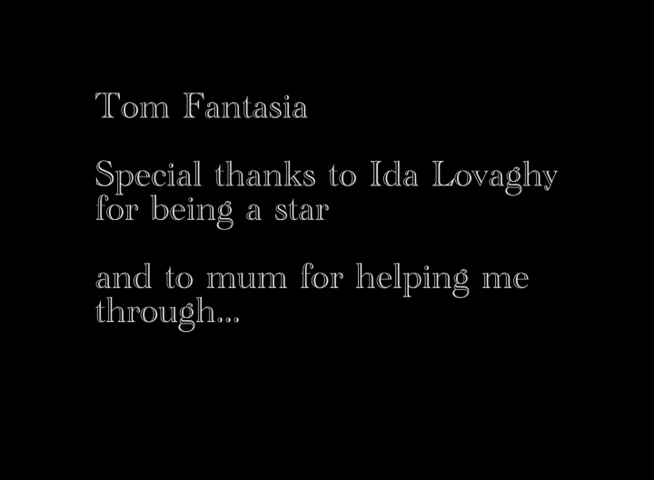 Tom Fantasia
Special thanks to Ida Lovaghy
for being a star
and to mum for helping me
through...